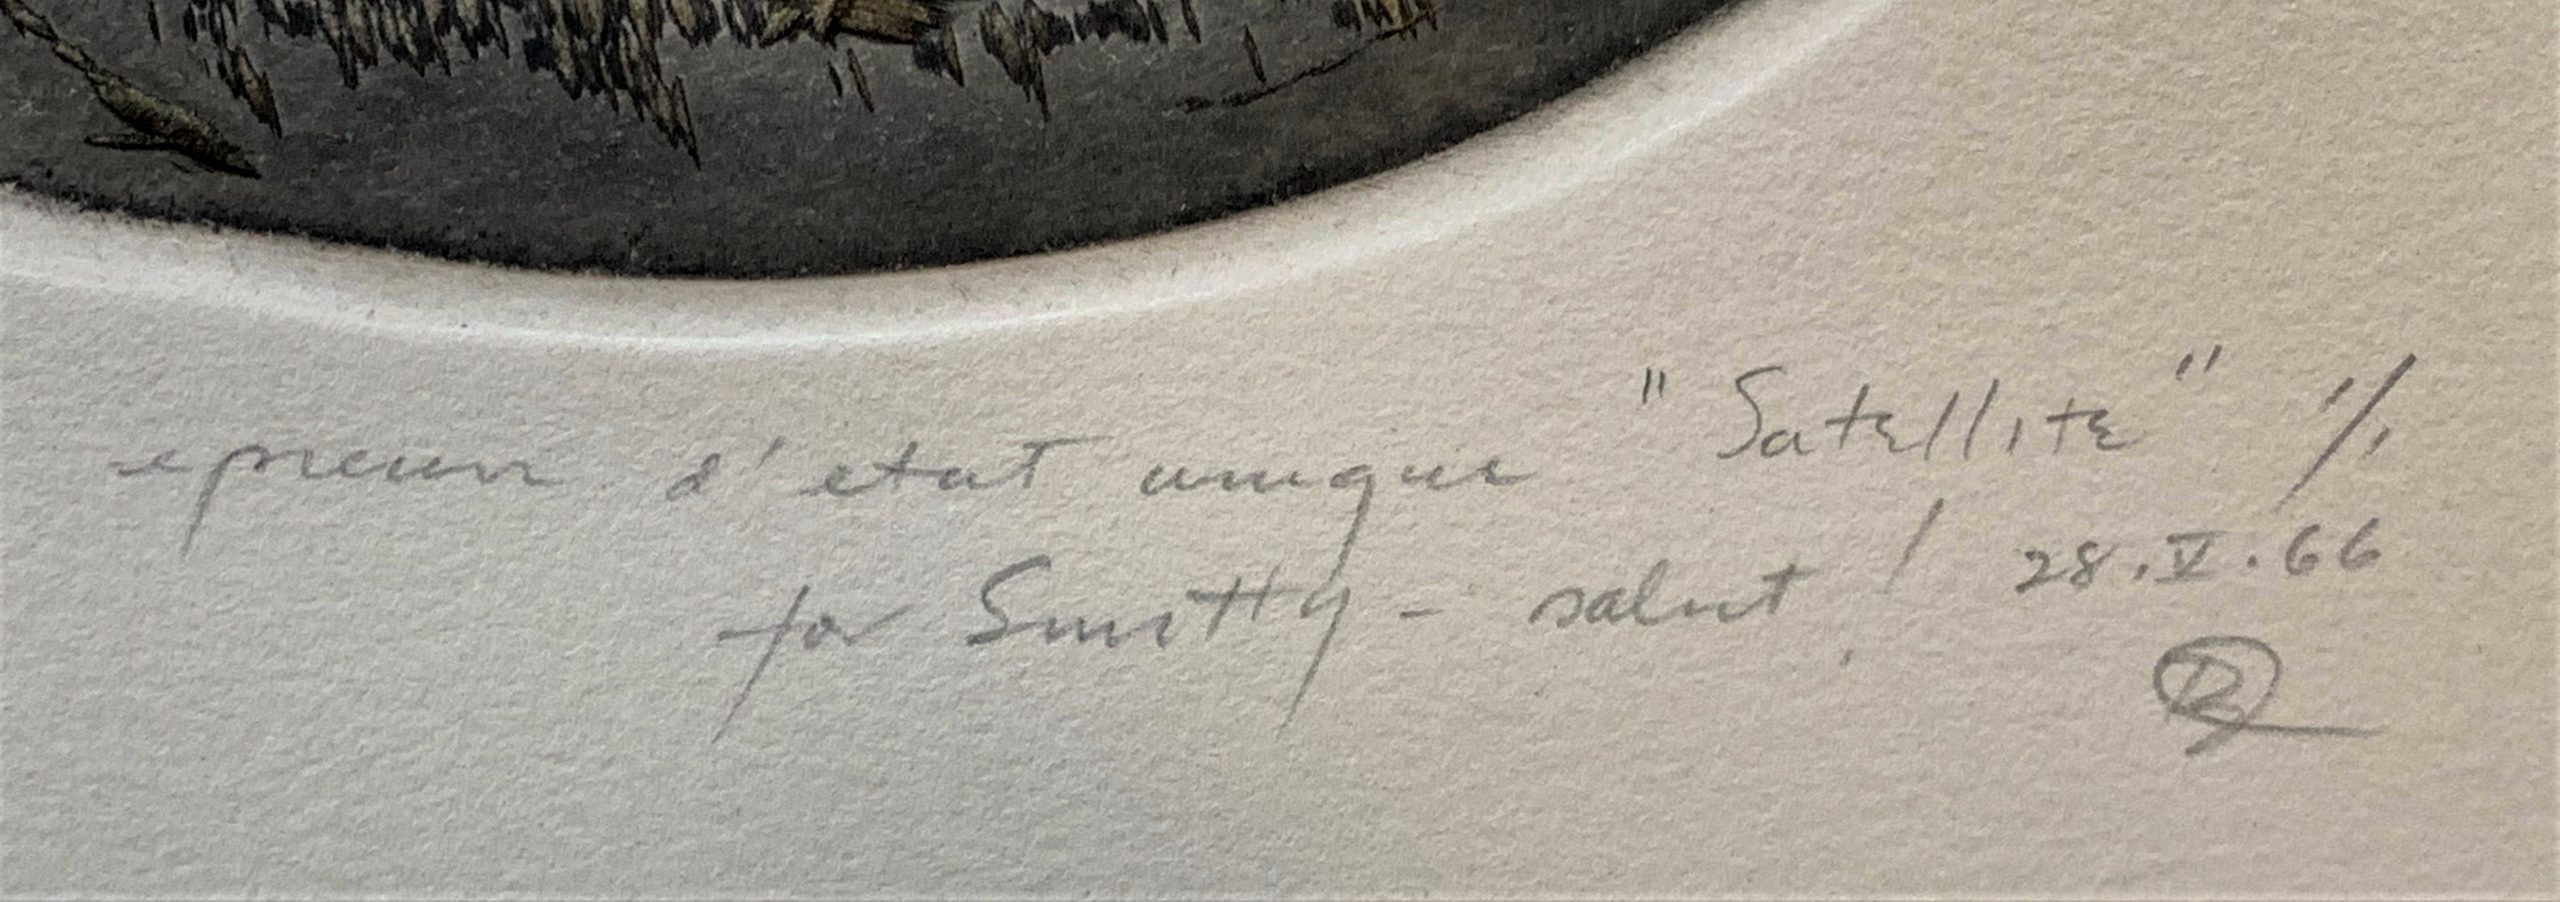 epreuve d'etat unique "Satellite" 1/1
for Smitty - salut! 28.V.66